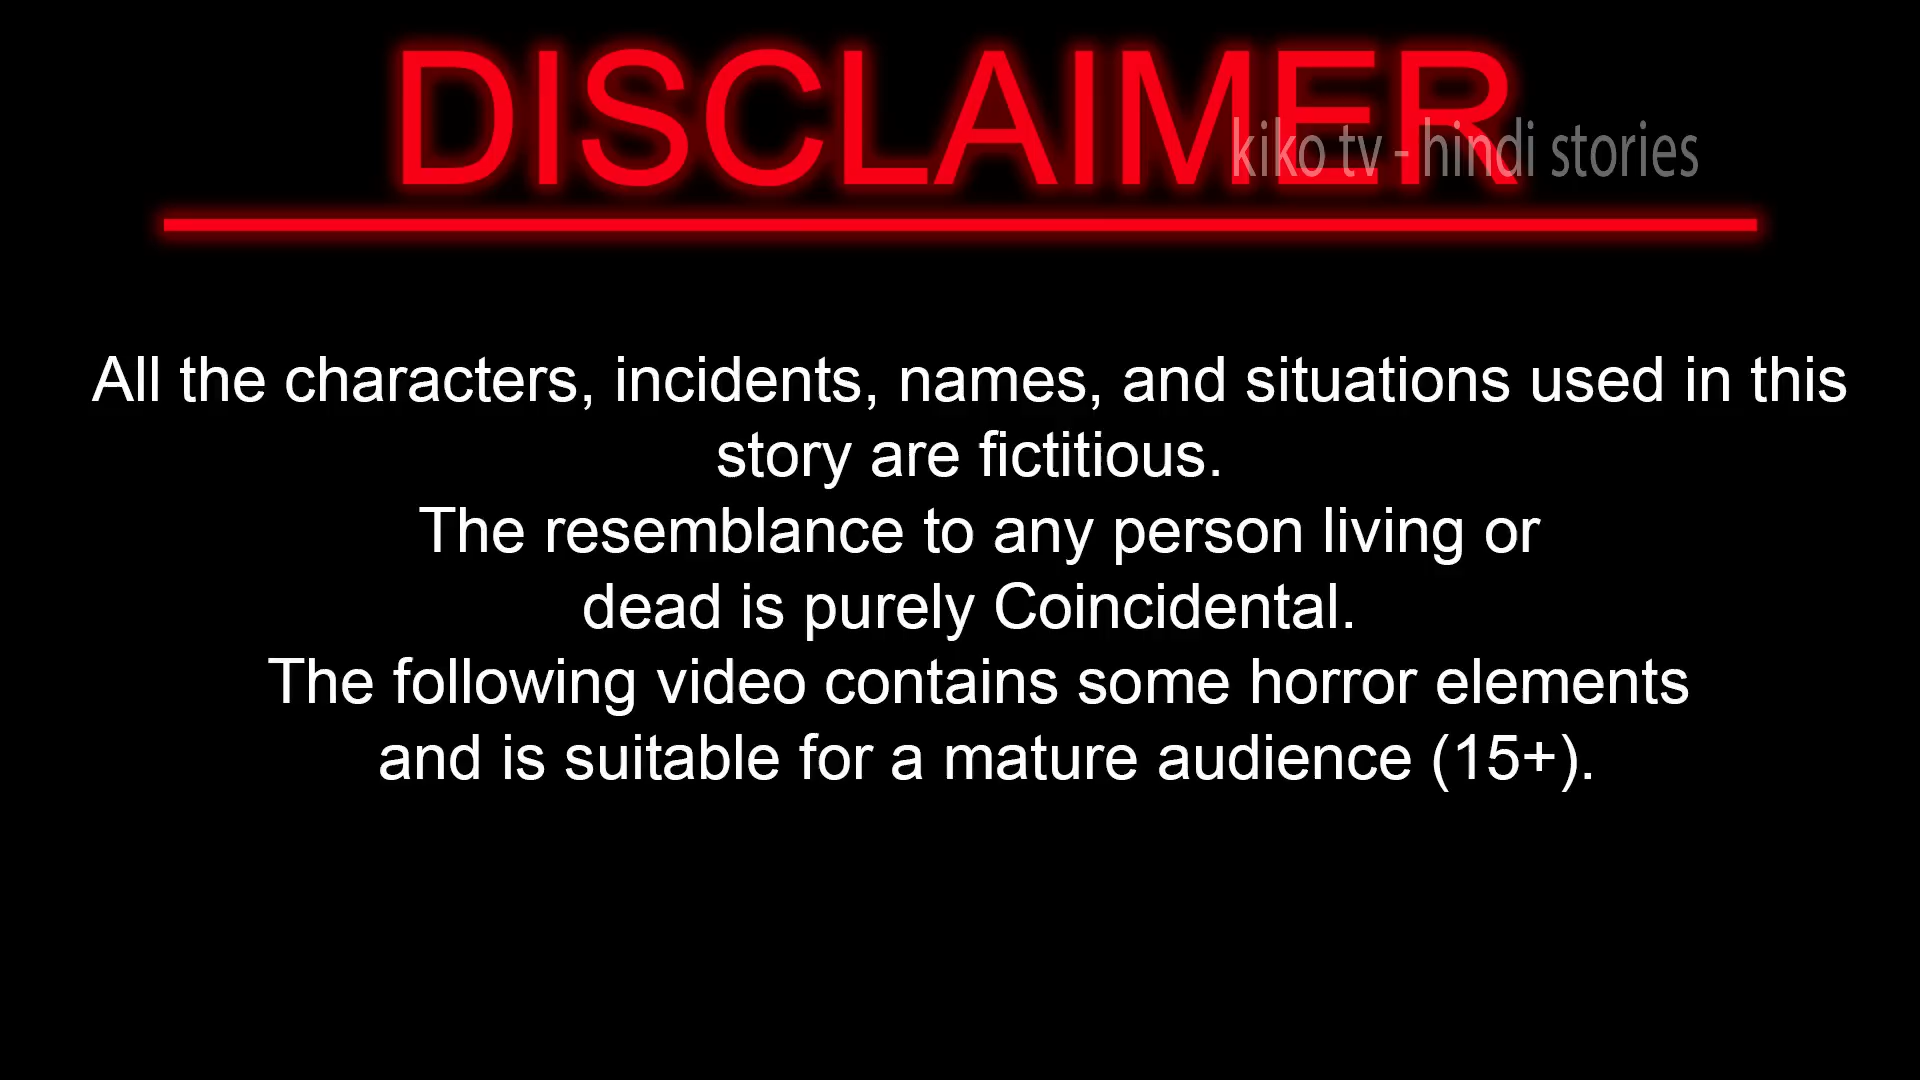 DISCLAIMER
kiko tv - hindi stories
All the characters, incidents, names, and situations used in this
story are fictitious.
The resemblance to any person living or
dead is purely Coincidental.
The following video contains some horror elements
and is suitable for a mature audience (15+).